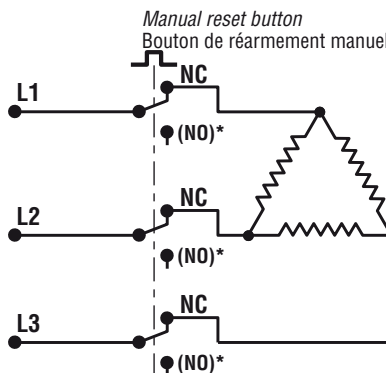 Manual reset button
Bouton de réarmement manuel
NC
L1
(NO)*
NC
L2
(NO)*
NC
L3
(NO)*